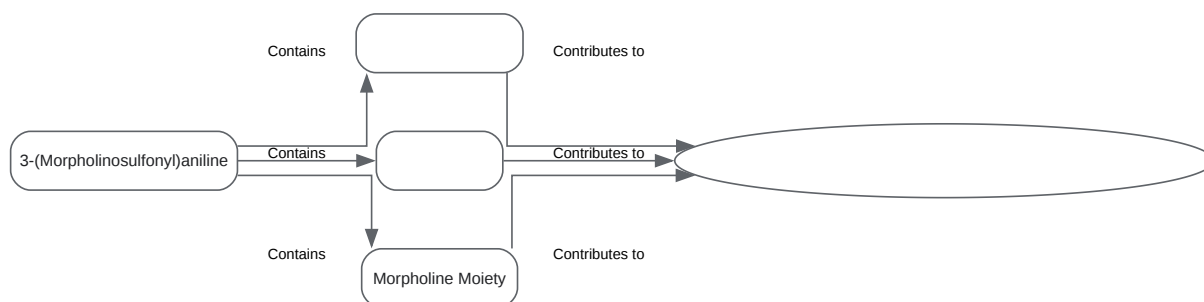 Contains
Contributes to
3-(Morpholinosulfonyl)aniline
Contains
Contributes to
Contains
Contributes to
Morpholine Moiety